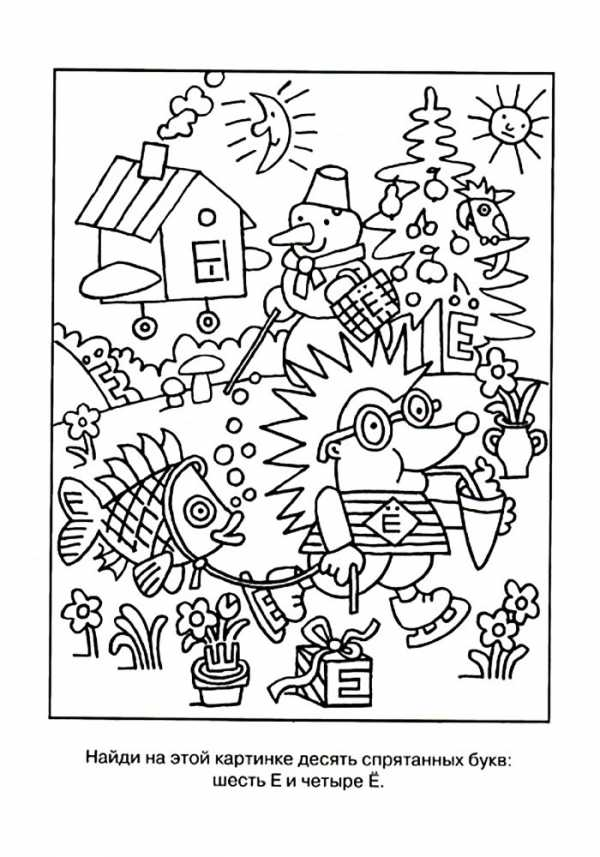 Е
Ё
Ё
Ё
Ё
Е
Е
Найди на этой картинке десять спрятанных букв:
шесть Е и четыре Ё.